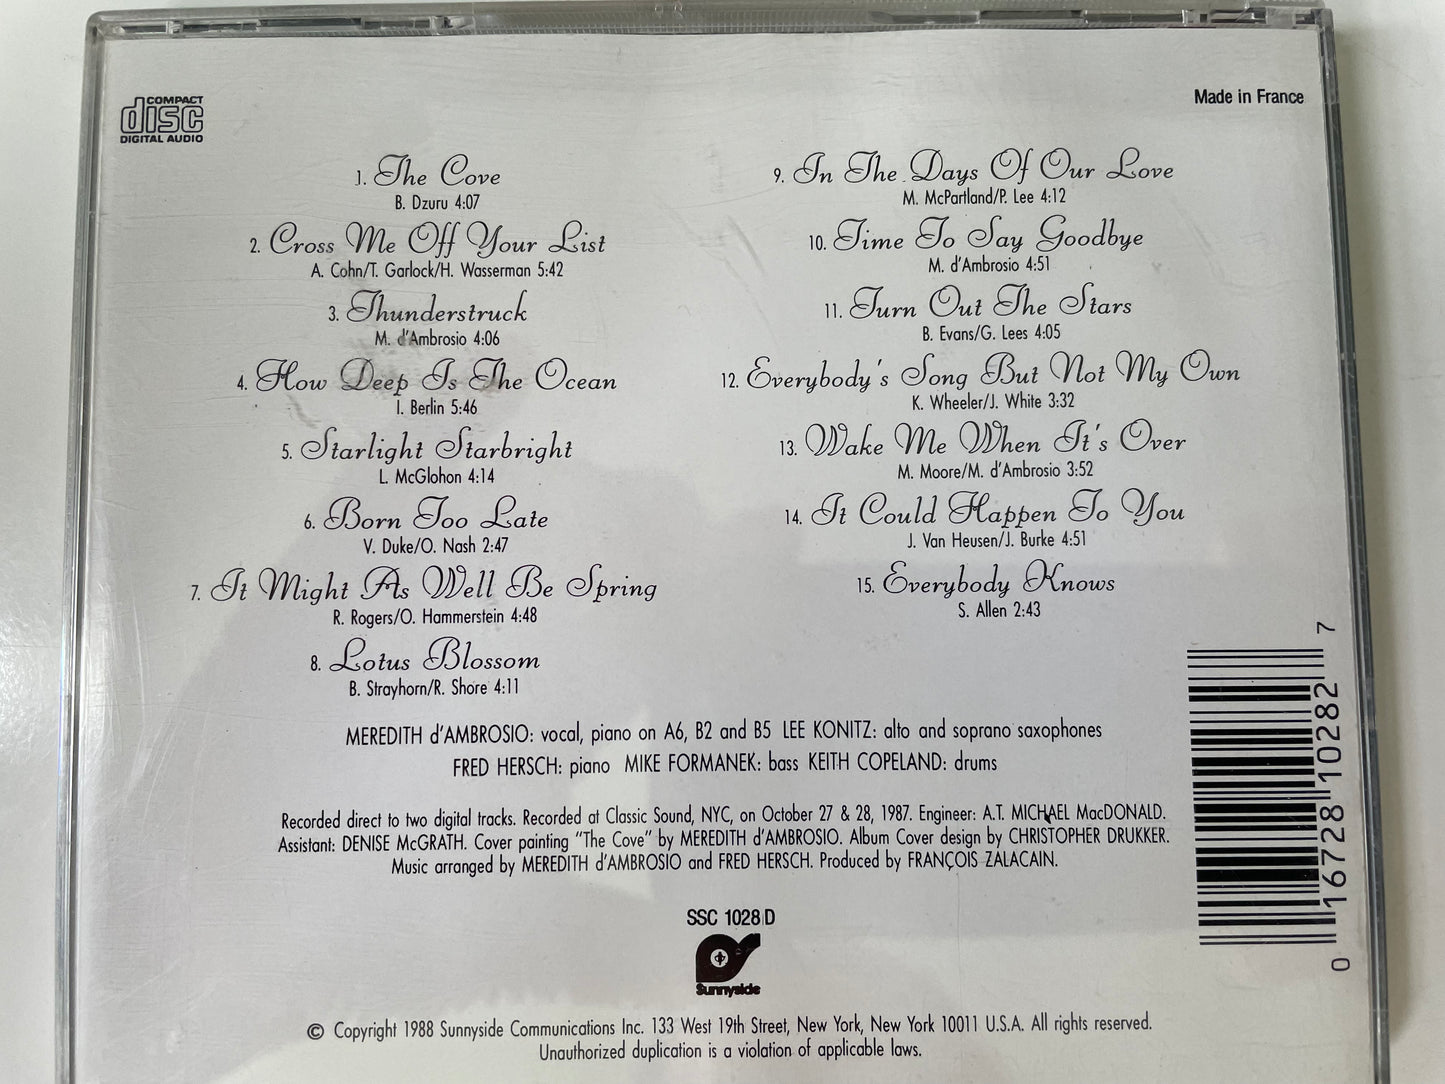 COMPACT
disc
DIGITAL AUDIO
Made in France
1. The Cove
B. Dzuru 4:07
2. Cross Me Off Your List
A. Cohn/T. Garlock/H. Wasserman 5:42
3. Thunderstruck
M. d'Ambrosio 4:06
4. How Deep Is The Ocean
I. Berlin 5:46
5. Starlight Starbright
L. McGlohon 4:14
6. Born Too Late
V. Duke/O. Nash 2:47
7. It Might As Well Be Spring
R. Rogers/O. Hammerstein 4:48
8. Lotus Blossom
B. Strayhorn/R. Shore 4:11
9. In The Days Of Our Love
M. McPartland/P. Lee 4:12
10. Time To Say Goodbye
M. d'Ambrosio 4:51
11. Turn Out The Stars
B. Evans/G. Lees 4:05
12. Everybody's Song But Not My Own
K. Wheeler/J. White 3:32
13. Wake Me When It's Over
M. Moore/M. d'Ambrosio 3:52
14. It Could Happen To You
J. Van Heusen/J. Burke 4:51
15. Everybody Knows
S. Allen 2:43
MEREDITH d'AMBROSIO: vocal, piano on A6, B2 and B5 LEE KONITZ: alto and soprano saxophones
FRED HERSCH: piano MIKE FORMANEK: bass KEITH COPELAND: drums
Recorded direct to two digital tracks. Recorded at Classic Sound, NYC, on October 27 & 28, 1987. Engineer: A.T. MICHAEL MacDONALD.
Assistant: DENISE McGRATH. Cover painting "The Cove" by MEREDITH d'AMBROSIO. Album Cover design by CHRISTOPHER DRUKKER.
Music arranged by MEREDITH d'AMBROSIO and FRED HERSCH. Produced by FRANÇOIS ZALACAIN.
SSC 1028 D
Sunnyside
© Copyright 1988 Sunnyside Communications Inc. 133 West 19th Street, New York, New York 10011 U.S.A. All rights reserved.
Unauthorized duplication is a violation of applicable laws.
0 16728 10282 7